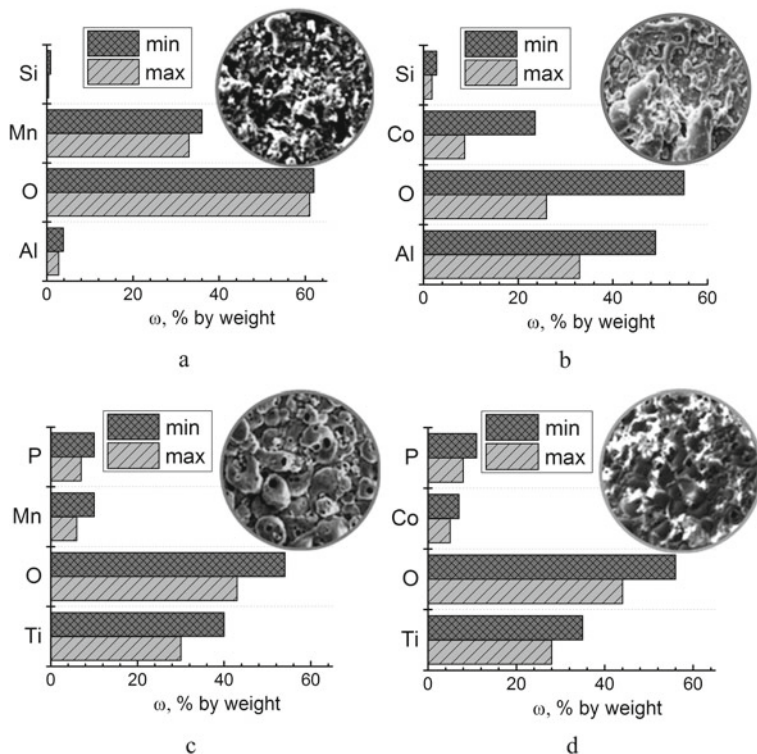 min
max
Si
Mn
O
Al
0 20 40 60
ω, % by weight
a
min
max
Si
Co
O
Al
0 20 40 60
ω, % by weight
b
min
max
P
Mn
O
Ti
0 20 40 60
ω, % by weight
c
min
max
P
Co
O
Ti
0 20 40 60
ω, % by weight
d